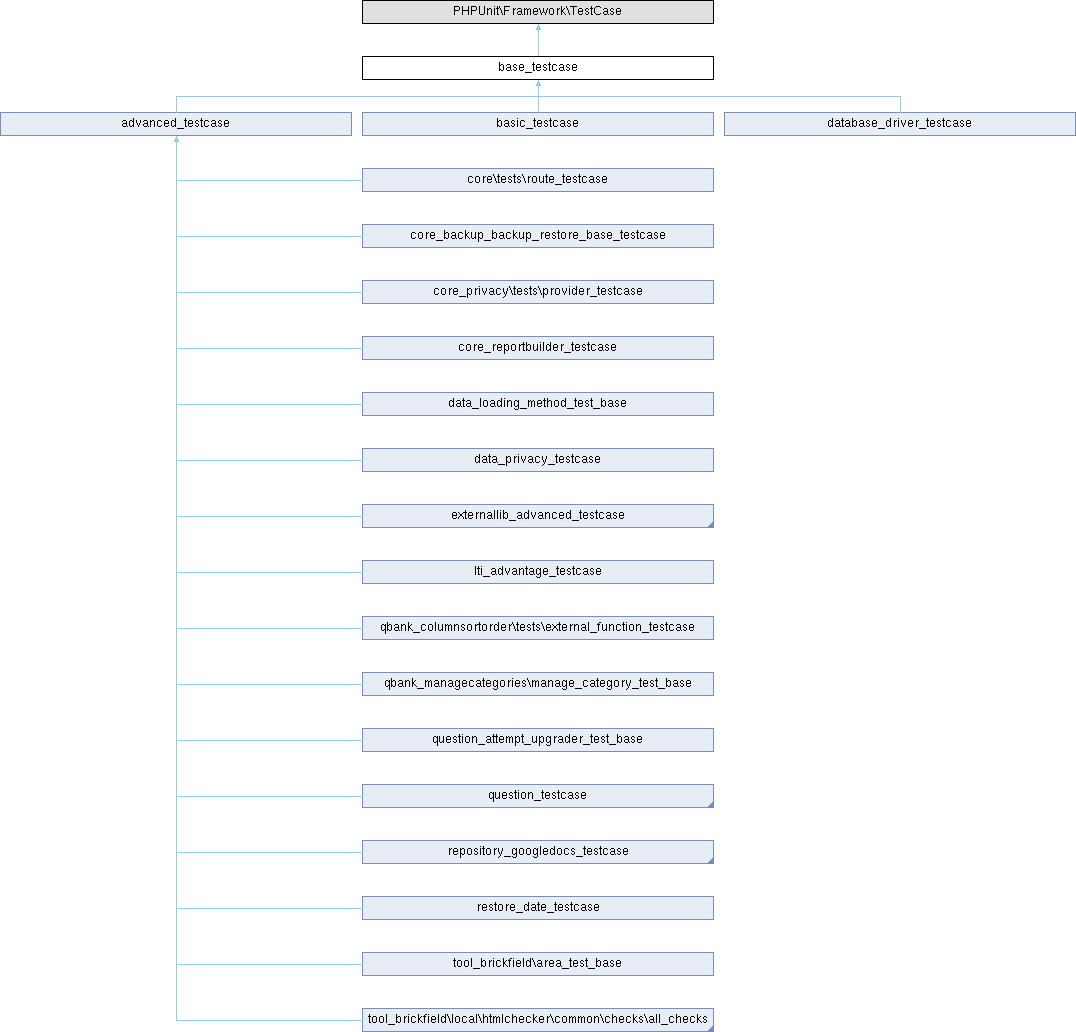 PHPUnit\Framework\TestCase
base_testcase
advanced_testcase
basic_testcase
database_driver_testcase
core\tests\route_testcase
core_backup_backup_restore_base_testcase
core_privacy\tests\provider_testcase
core_reportbuilder_testcase
data_loading_method_test_base
data_privacy_testcase
externallib_advanced_testcase
lti_advantage_testcase
qbank_columnsortorder\tests\external_function_testcase
qbank_managecategories\manage_category_test_base
question_attempt_upgrader_test_base
question_testcase
repository_googledocs_testcase
restore_date_testcase
tool_brickfield\area_test_base
tool_brickfield\local\htmlchecker\common\checks\all_checks